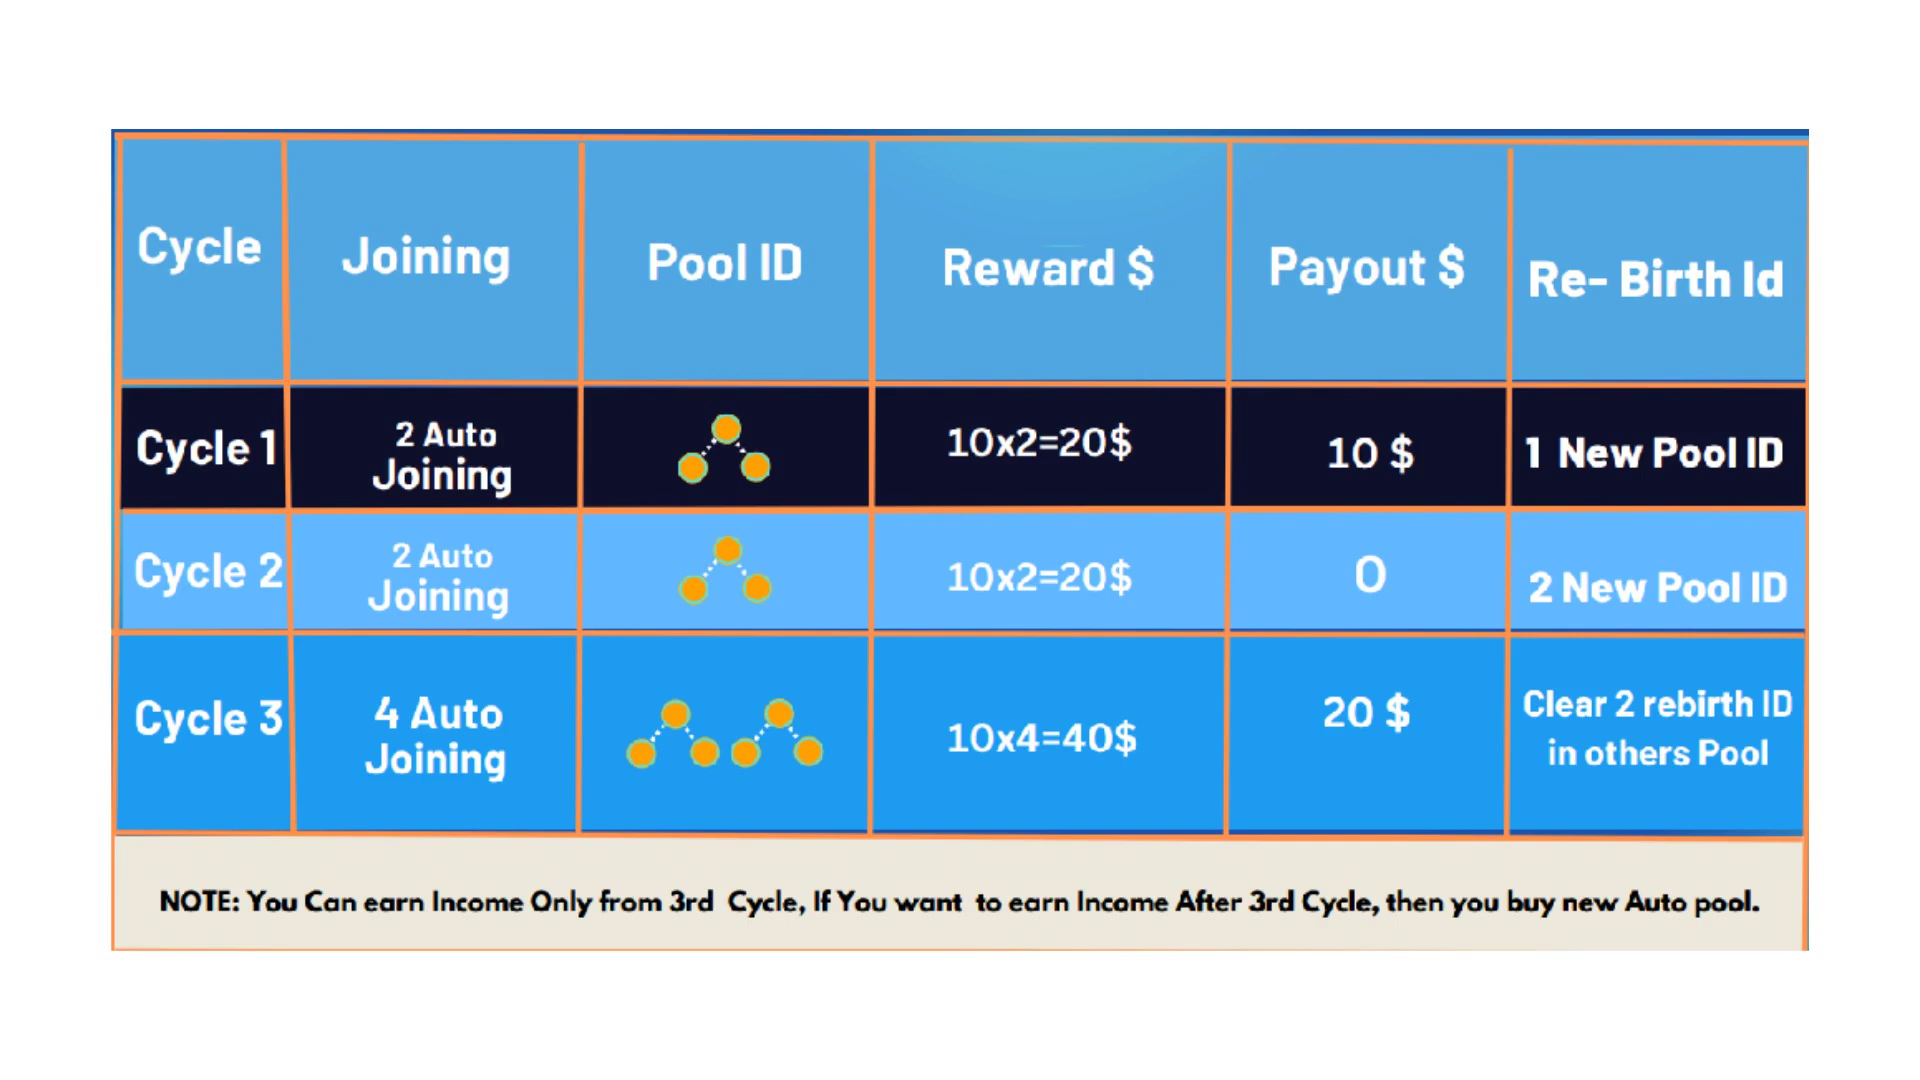 Cycle
Joining
Pool ID
Reward $
Payout $
Re- Birth Id
Cycle 1
2 Auto
Joining
10x2=20$
10 $
1 New Pool ID
Cycle 2
2 Auto
Joining
10x2=20$
0
2 New Pool ID
Cycle 3
4 Auto
Joining
10x4=40$
20 $
Clear 2 rebirth ID
in others Pool
NOTE: You Can earn Income Only from 3rd Cycle, If You want to earn Income After 3rd Cycle, then you buy new Auto pool.